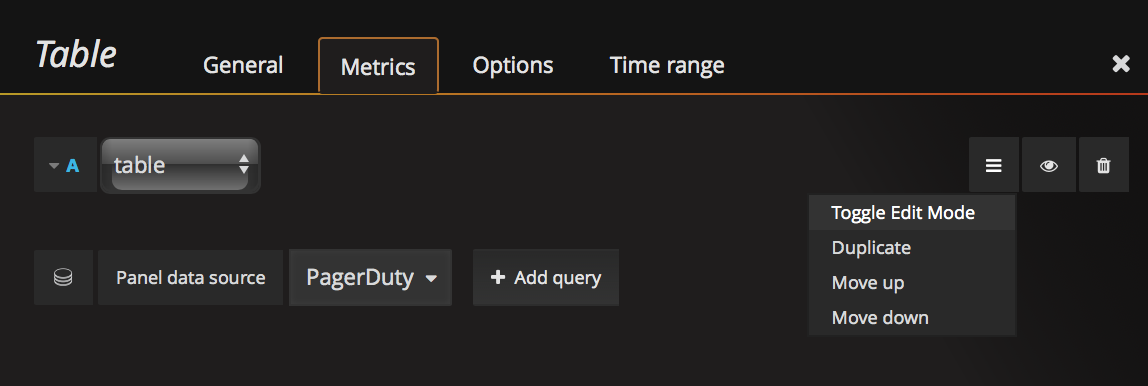 Table General Metrics Options Time range
A table
Toggle Edit Mode
Duplicate
Move up
Move down
Panel data source PagerDuty Add query